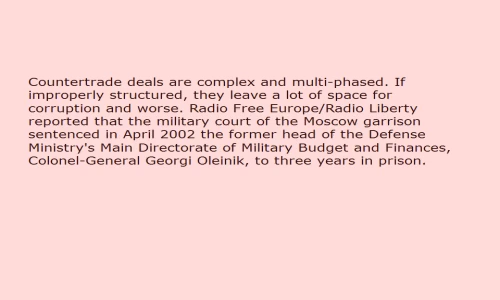 Countertrade deals are complex and multi-phased. If
improperly structured, they leave a lot of space for
corruption and worse. Radio Free Europe/Radio Liberty
reported that the military court of the Moscow garrison
sentenced in April 2002 the former head of the Defense
Ministry's Main Directorate of Military Budget and Finances,
Colonel-General Georgi Oleinik, to three years in prison.